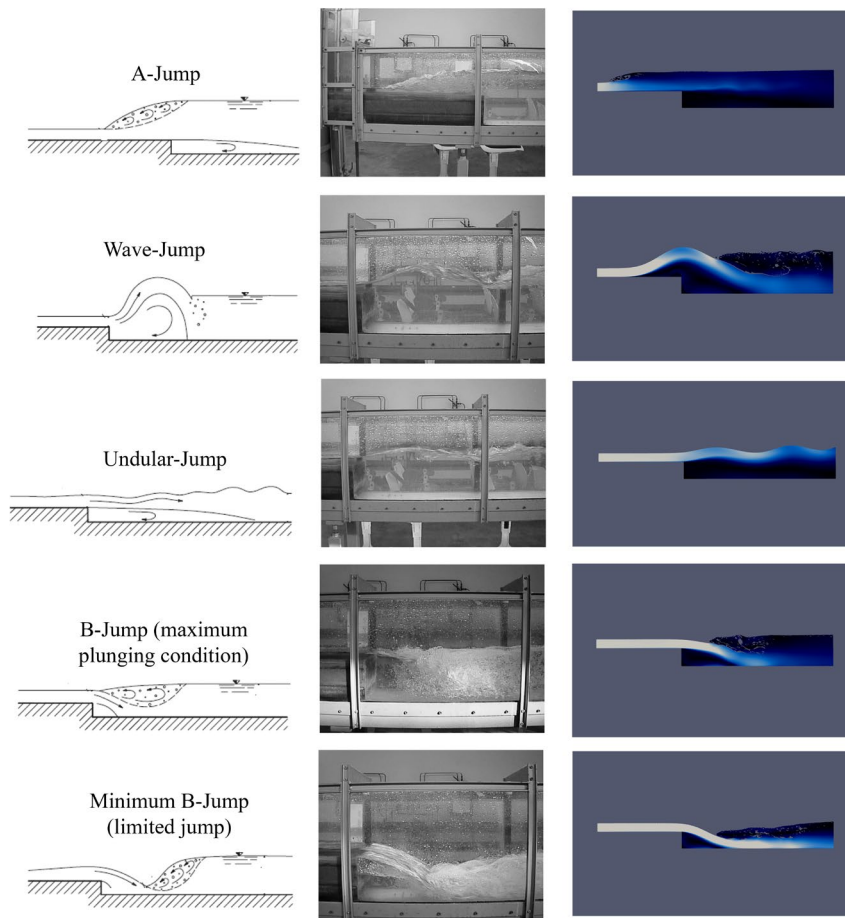 A-Jump
Wave-Jump
Undular-Jump
B-Jump (maximum
plunging condition)
Minimum B-Jump
(limited jump)